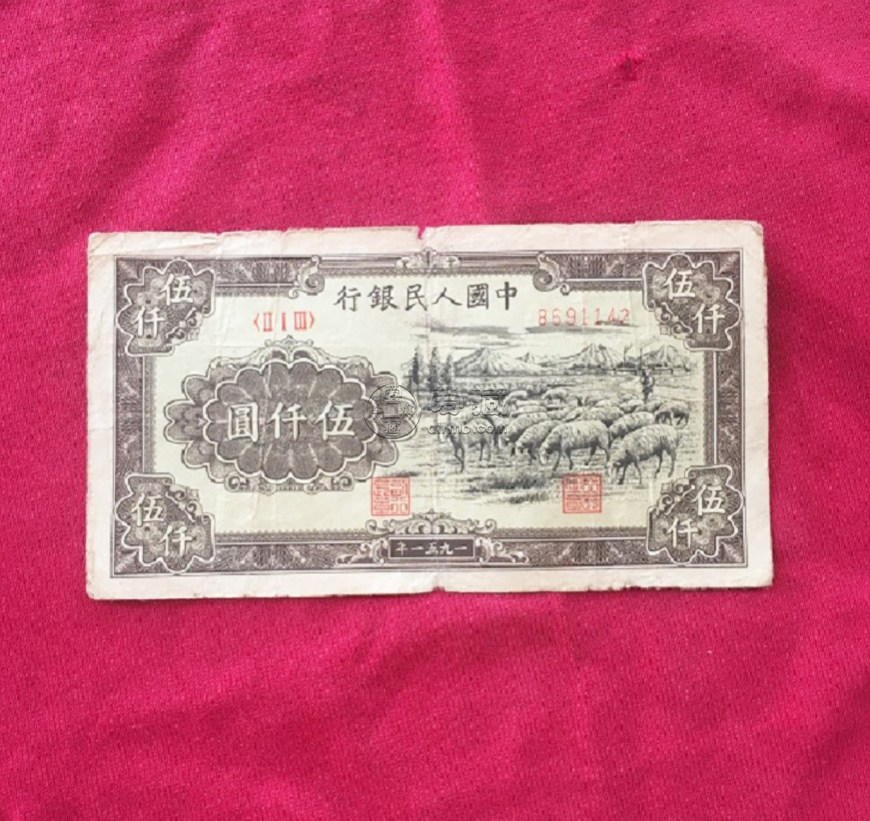 伍仟
伍仟
行銀民人國中
〈II I III〉
8691142
圓仟伍
年一五九一
伍仟
伍仟